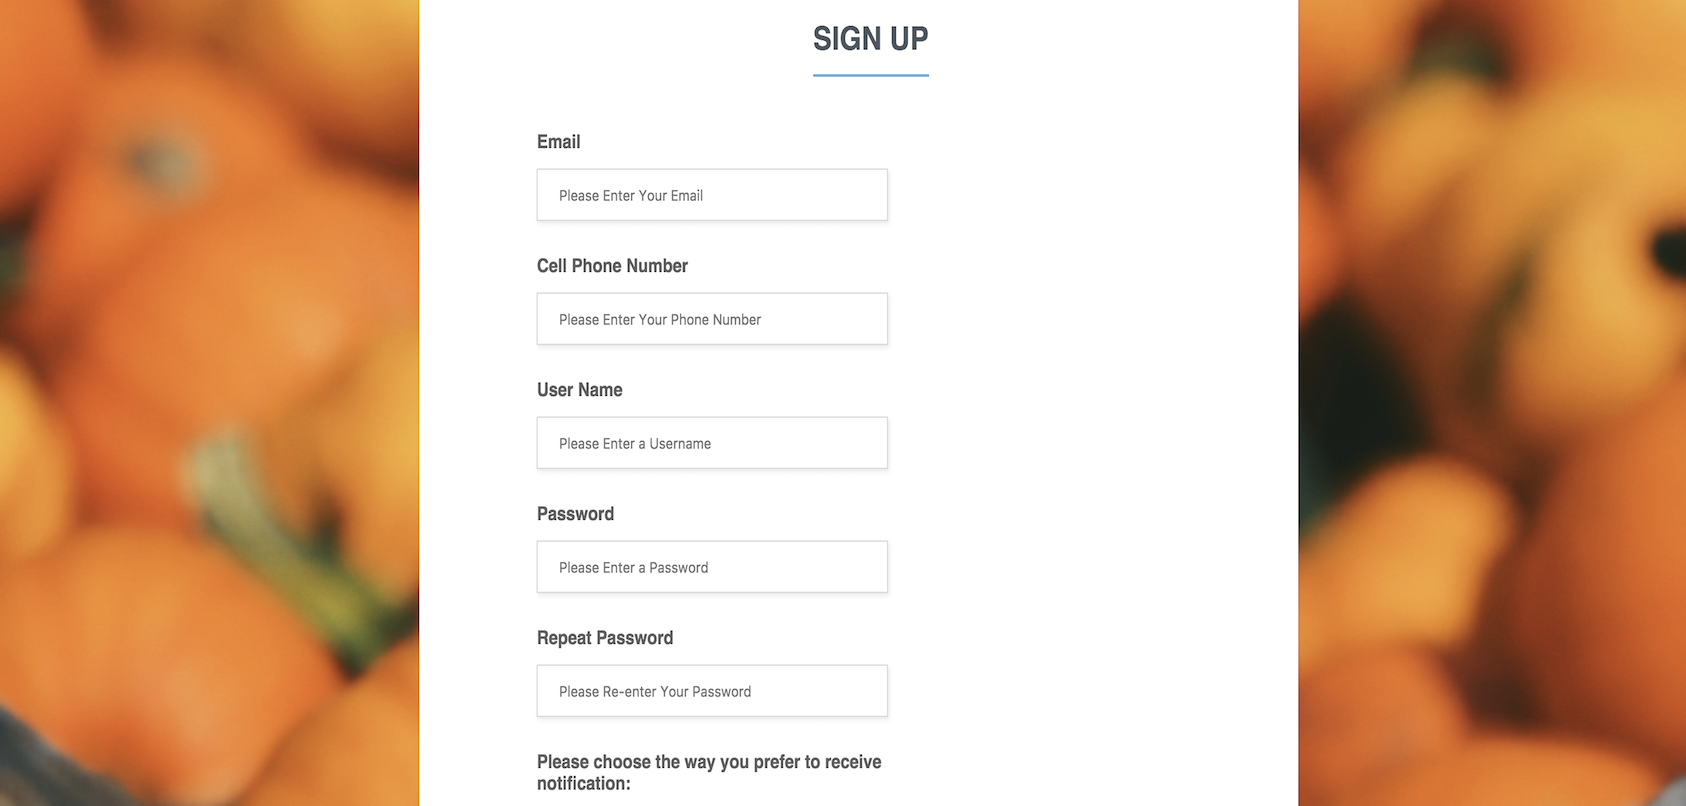 SIGN UP
Email
Please Enter Your Email
Cell Phone Number
Please Enter Your Phone Number
User Name
Please Enter a Username
Password
Please Enter a Password
Repeat Password
Please Re-enter Your Password
Please choose the way you prefer to receive
notification: